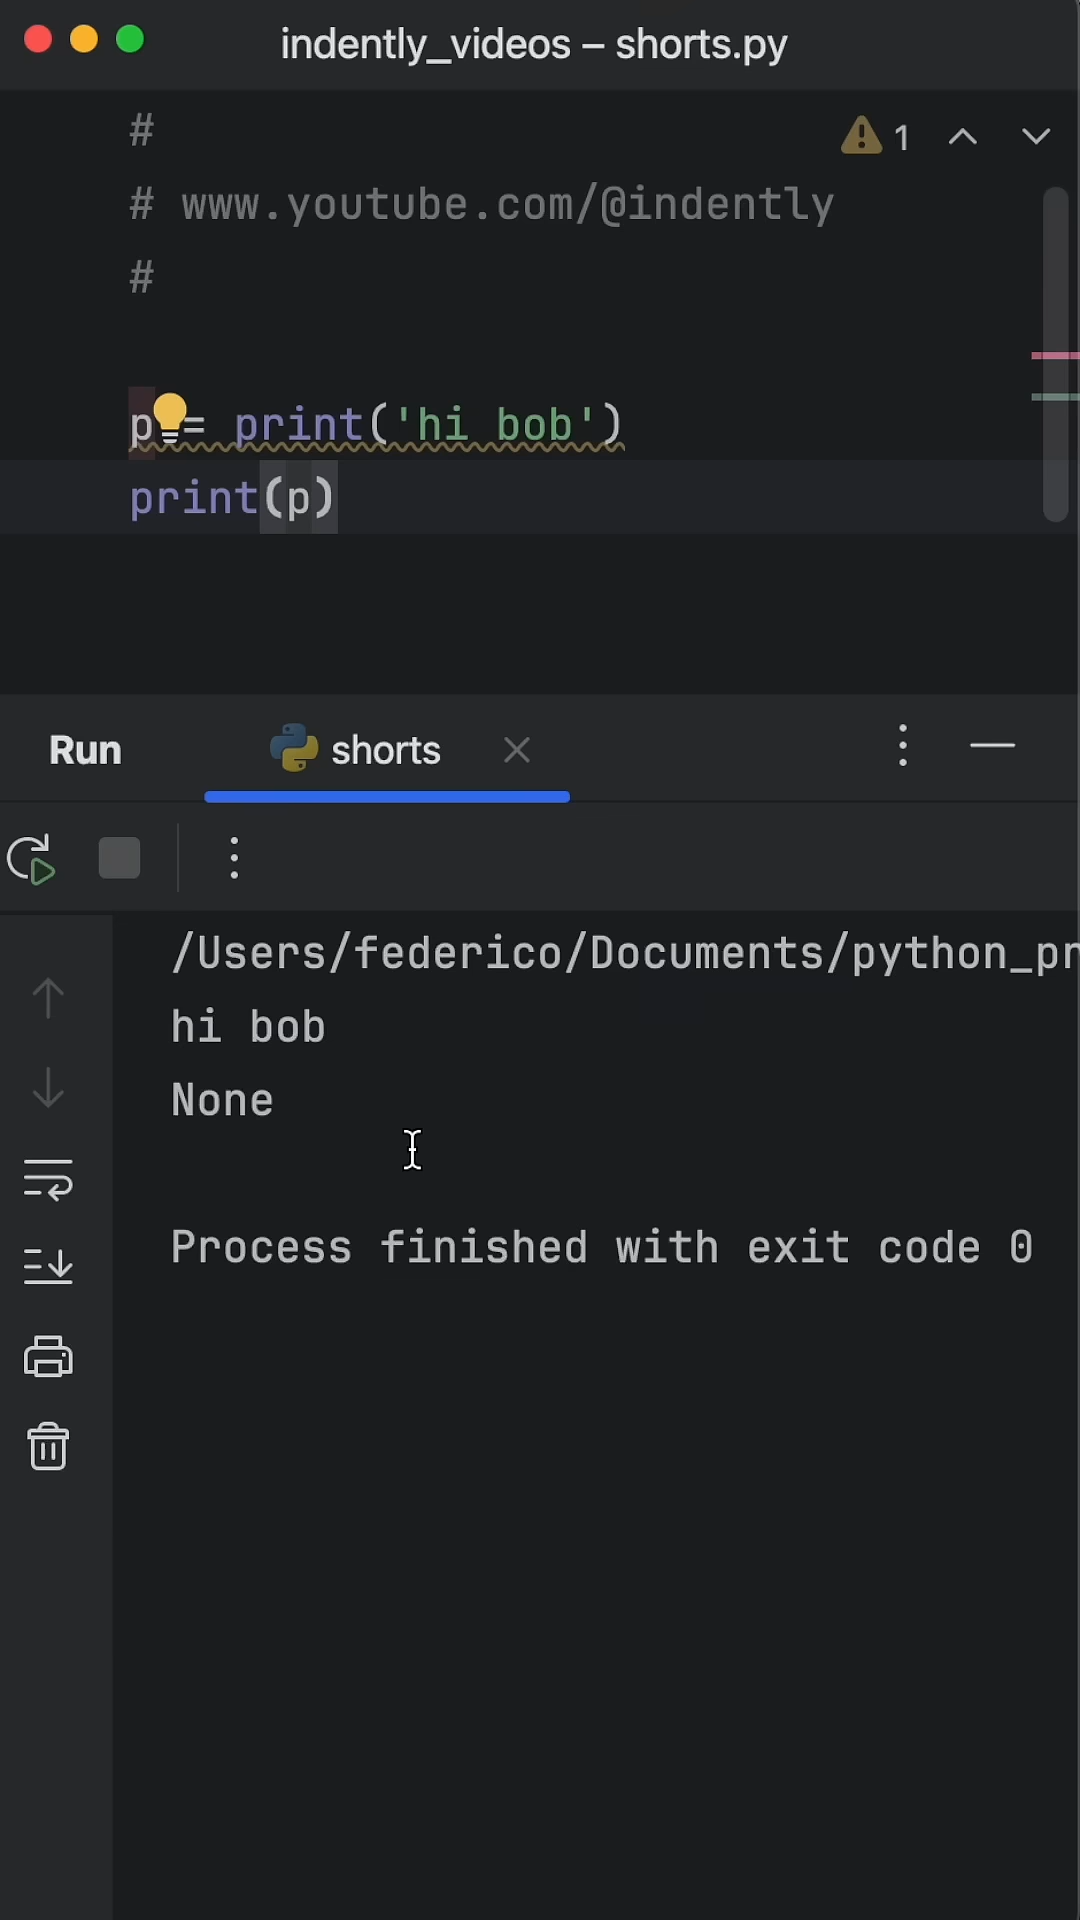 indently_videos – shorts.py
#
1
# www.youtube.com/@indently
#
p = print('hi bob')
print(p)
Run
shorts
/Users/federico/Documents/python_pr
hi bob
None
Process finished with exit code 0